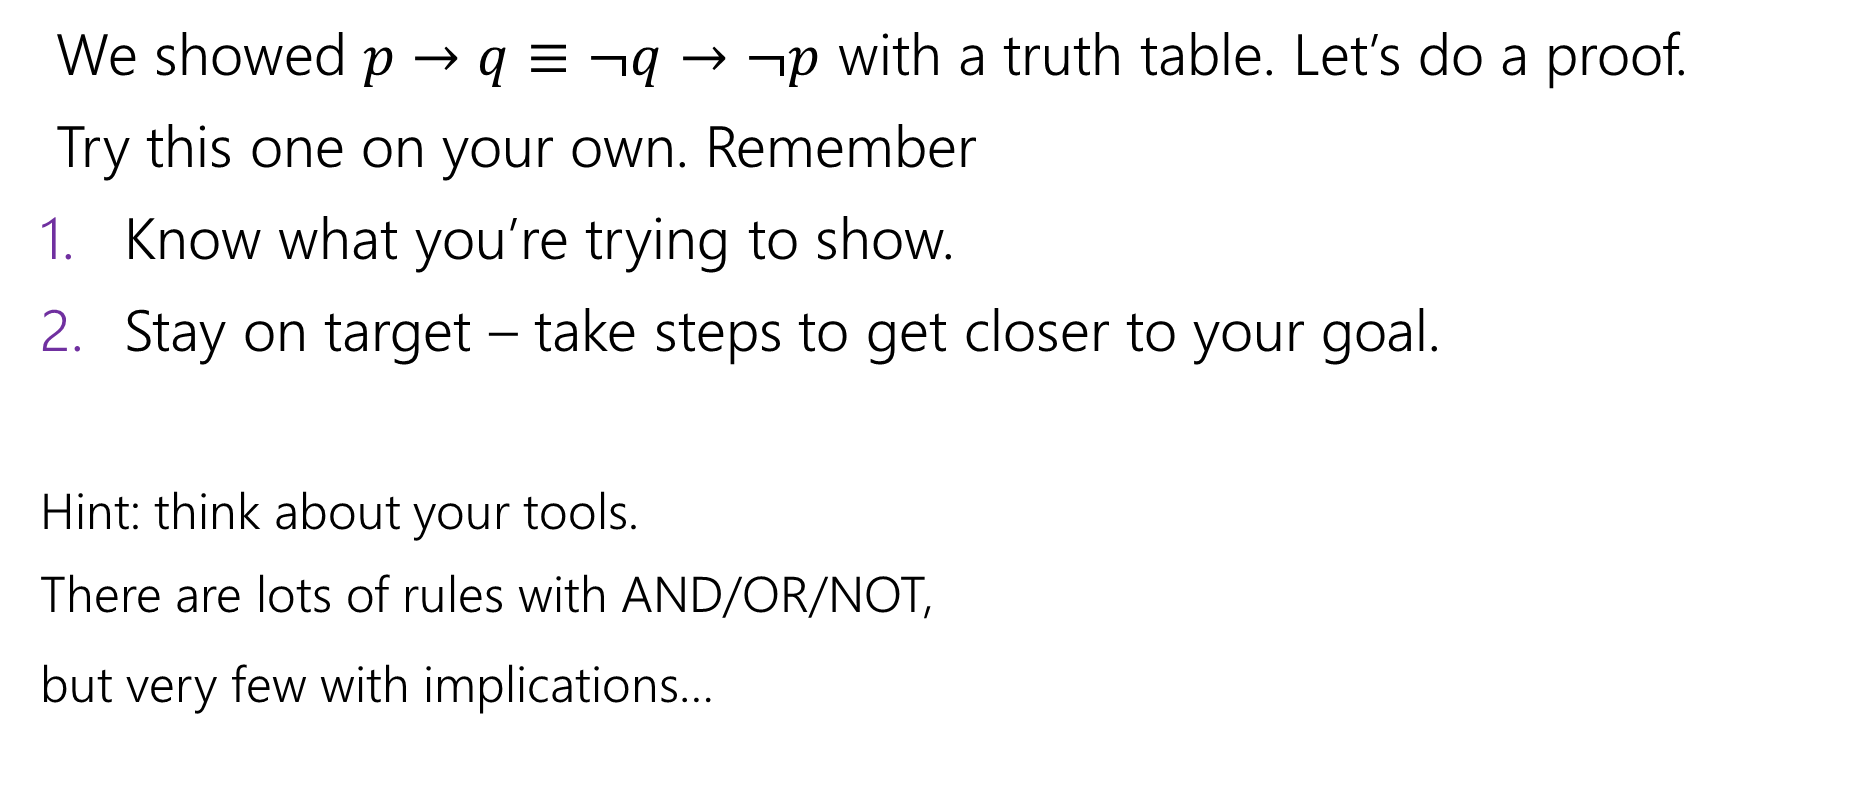 We showed 𝑝 → 𝑞 ≡ ¬𝑞 → ¬𝑝 with a truth table. Let’s do a proof.
Try this one on your own. Remember
1. Know what you’re trying to show.
2. Stay on target – take steps to get closer to your goal.
Hint: think about your tools.
There are lots of rules with AND/OR/NOT,
but very few with implications…